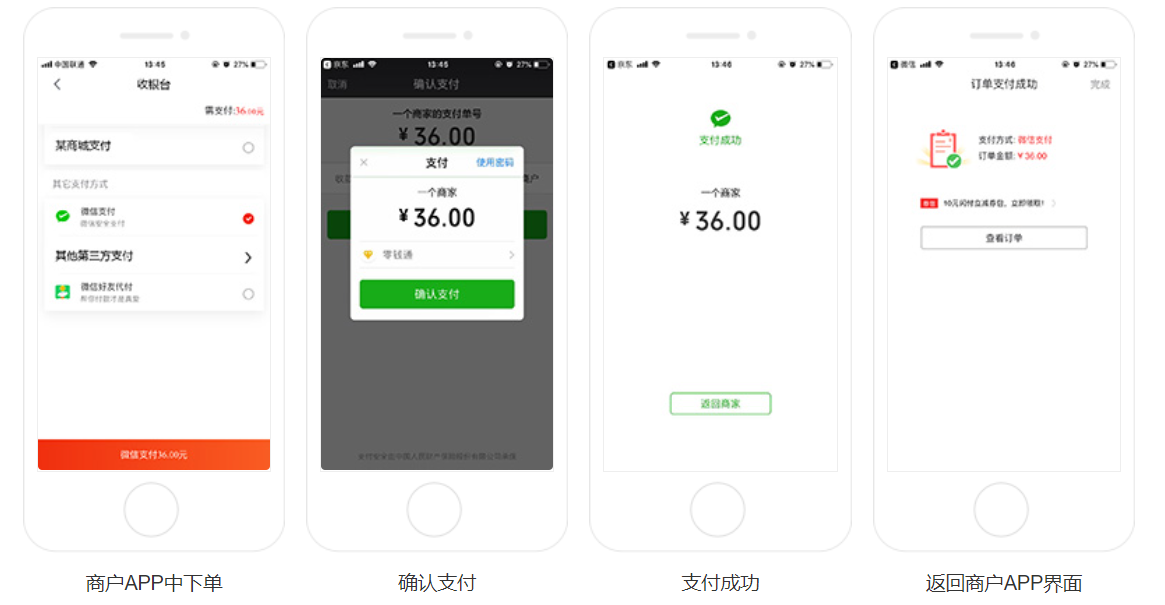 中国联通 13:45 27%
收银台
需支付:36.00元
某商城支付
其它支付方式
微信支付
微信安全支付
其他第三方支付
微信好友代付
微信支付36.00元
商户APP中下单
京东 13:45 27%
取消 确认支付
一个商家的支付单号
¥36.00
支付 使用密码
一个商家
¥36.00
零钱通
确认支付
支付安全由中国人民财产保险股份有限公司承保
确认支付
京东 13:46 27%
支付成功
一个商家
¥36.00
返回商家
支付成功
微信 13:46 27%
订单支付成功 完成
支付方式: 微信支付
订单金额: ¥36.00
10元闪付立减券包，立即领取!
查看订单
返回商户APP界面